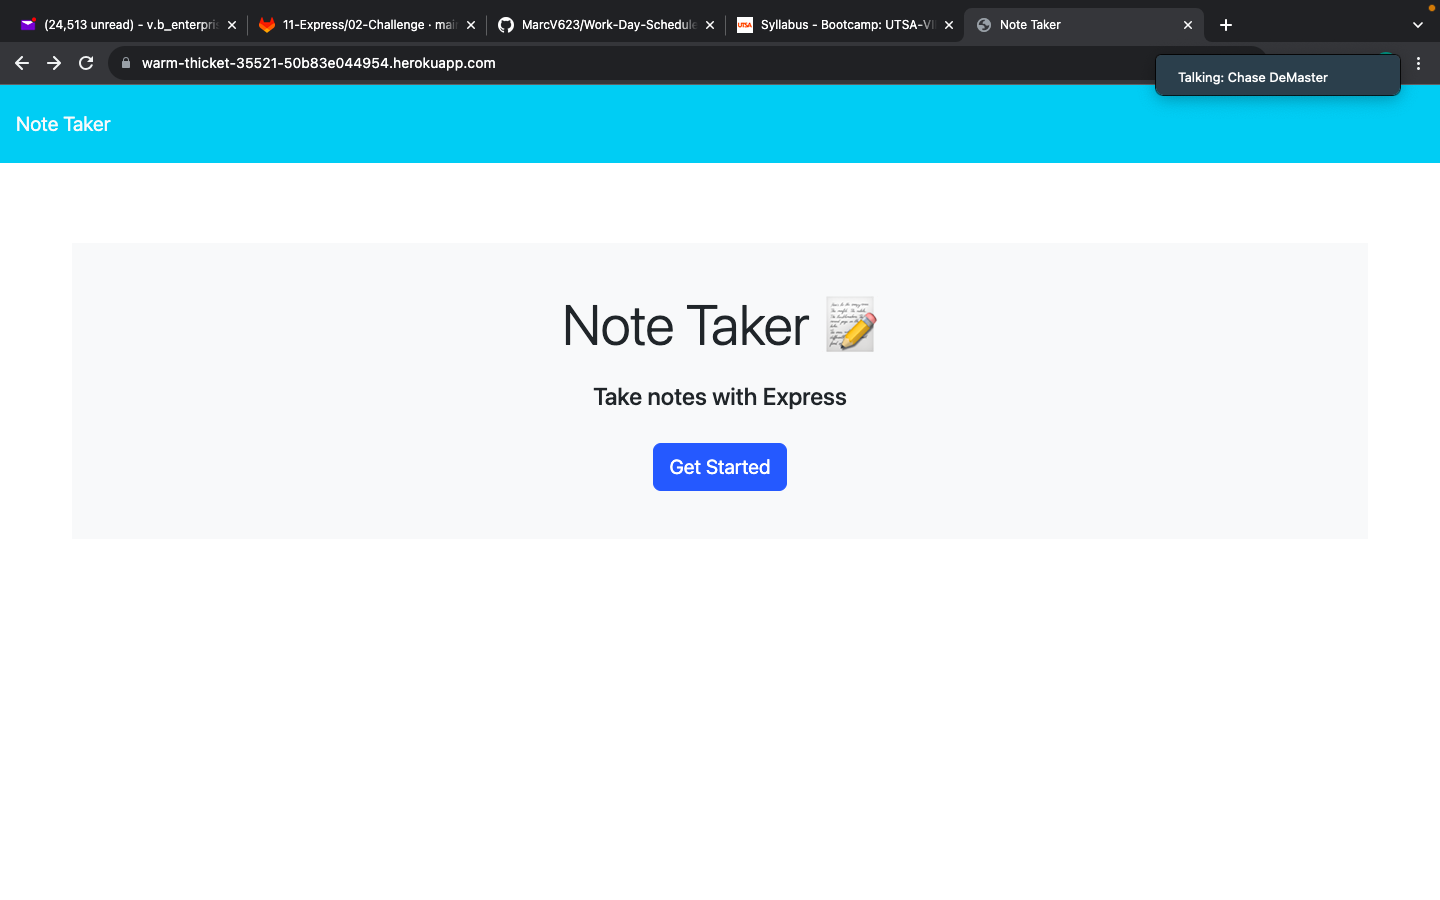 (24,513 unread) - v.b_enterpri
11-Express/02-Challenge · mai
MarcV623/Work-Day-Schedule
UTSA
Syllabus - Bootcamp: UTSA-VI
Note Taker
warm-thicket-35521-50b83e044954.herokuapp.com
Talking: Chase DeMaster
Note Taker
Note Taker
Take notes with Express
Get Started